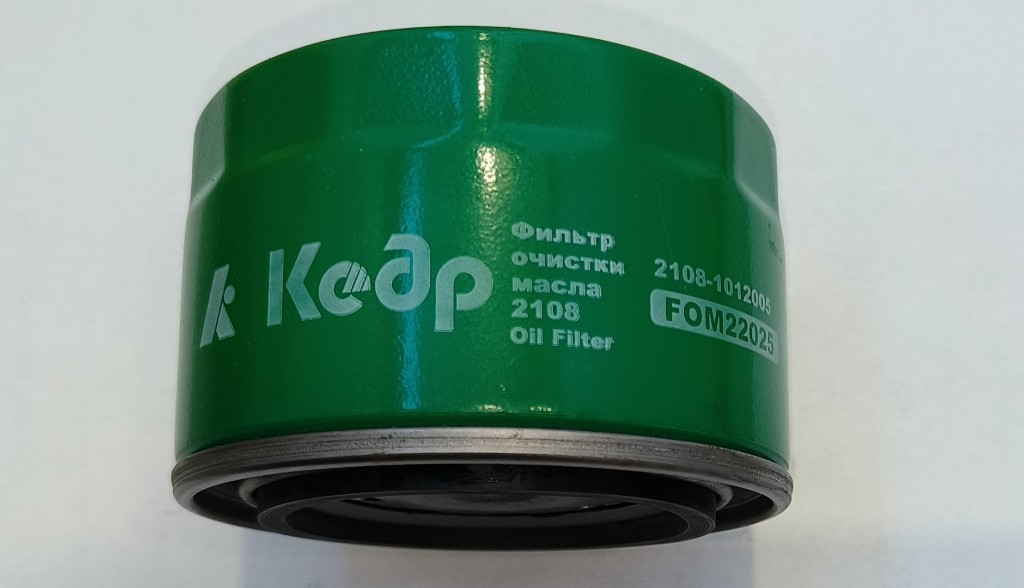 Кедр
Фильтр
очистки
масла
2108
Oil Filter
2108-1012005
FOM22025